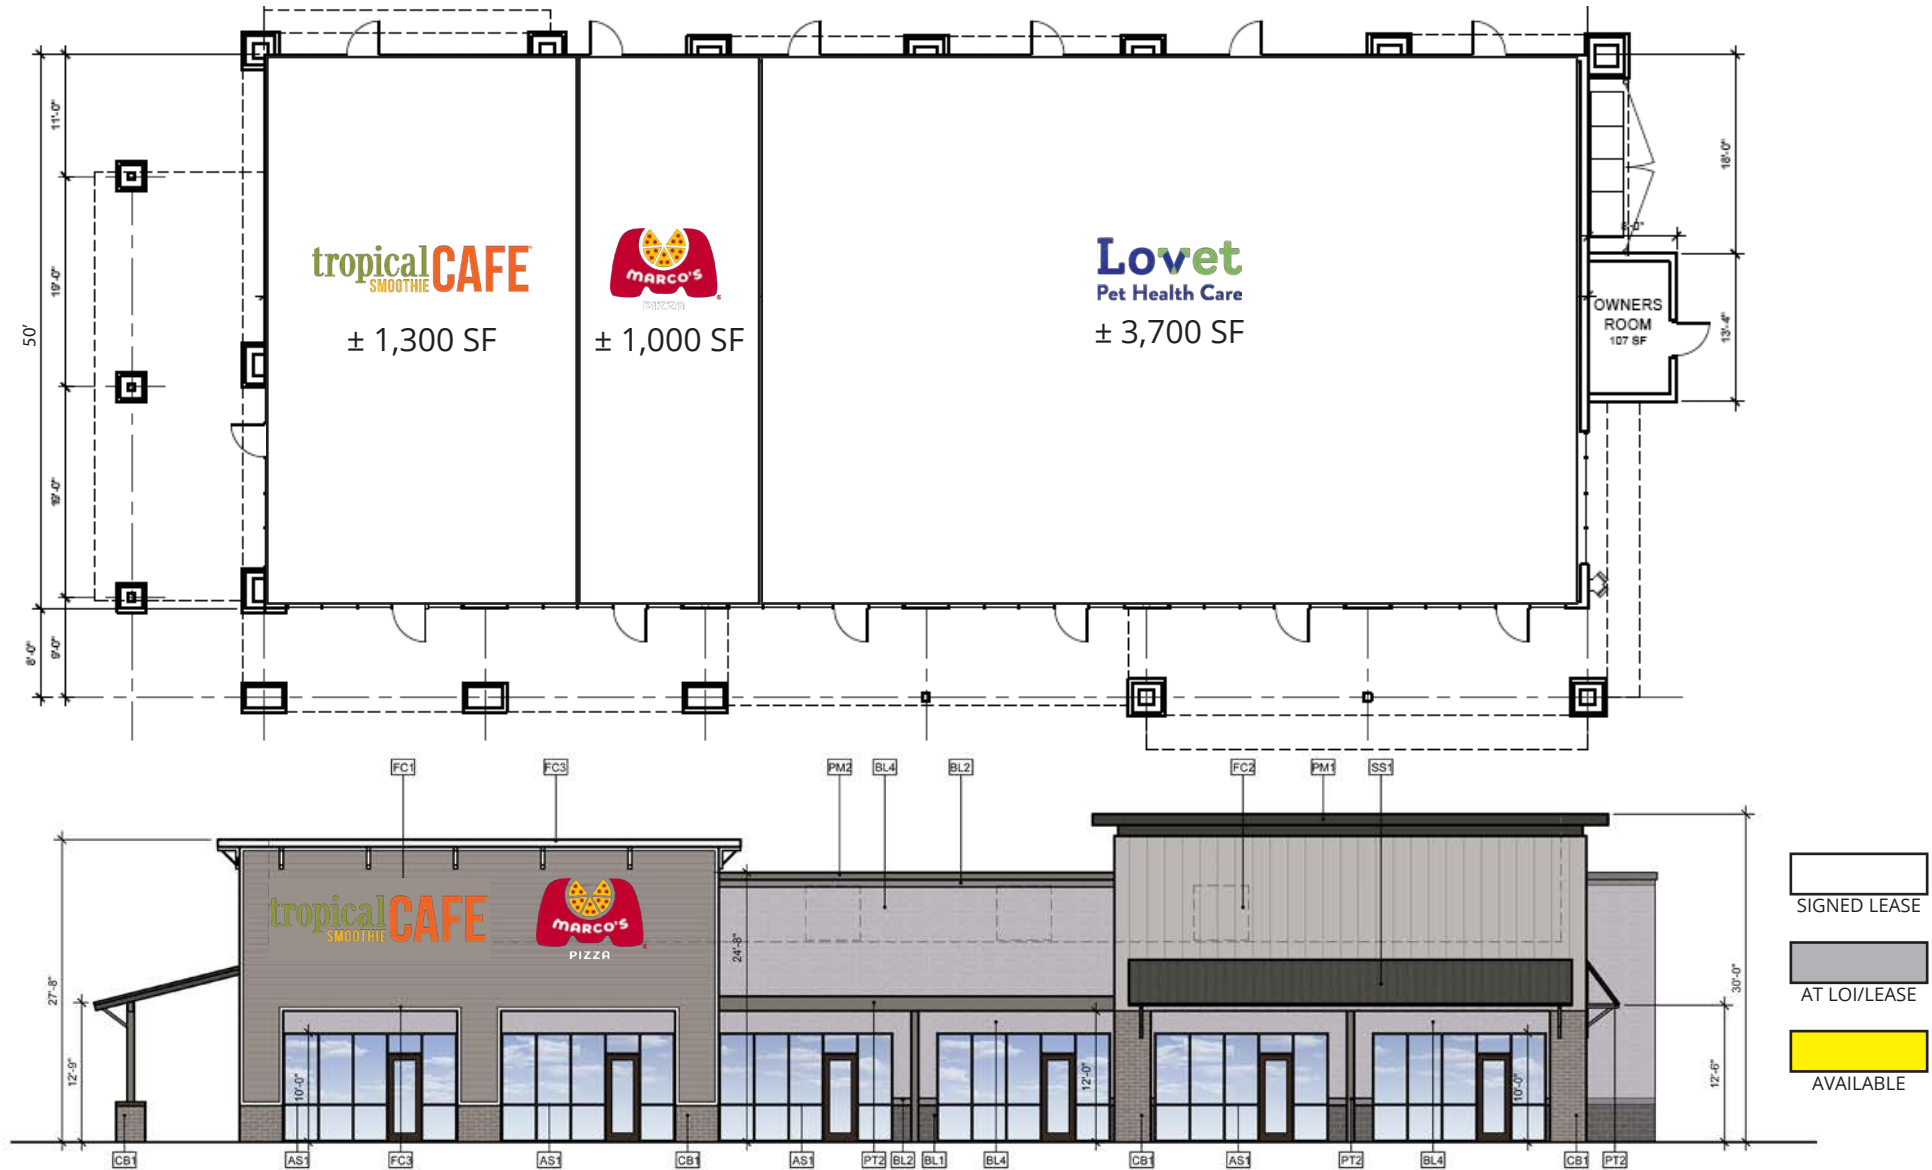 11'-0"
19'-0"
19'-0"
50'
8'-0"
9'-0"
tropical CAFE
SMOOTHIE
± 1,300 SF
MARCO'S
PIZZA
± 1,000 SF
Lovet
Pet Health Care
± 3,700 SF
18'-0"
OWNERS
ROOM
107 SF
13'-4"
FC1
FC3
PM2
BL4
BL2
FC2
PM1
SS1
27'-8"
12'-9"
tropical CAFE
SMOOTHIE
MARCO'S
PIZZA
24'-8"
10'-0"
12'-0"
10'-0"
30'-0"
12'-6"
SIGNED LEASE
AT LOI/LEASE
AVAILABLE
CB1
AS1
FC3
AS1
CB1
AS1
PT2
BL2
BL1
BL4
CB1
AS1
PT2
BL4
CB1
PT2